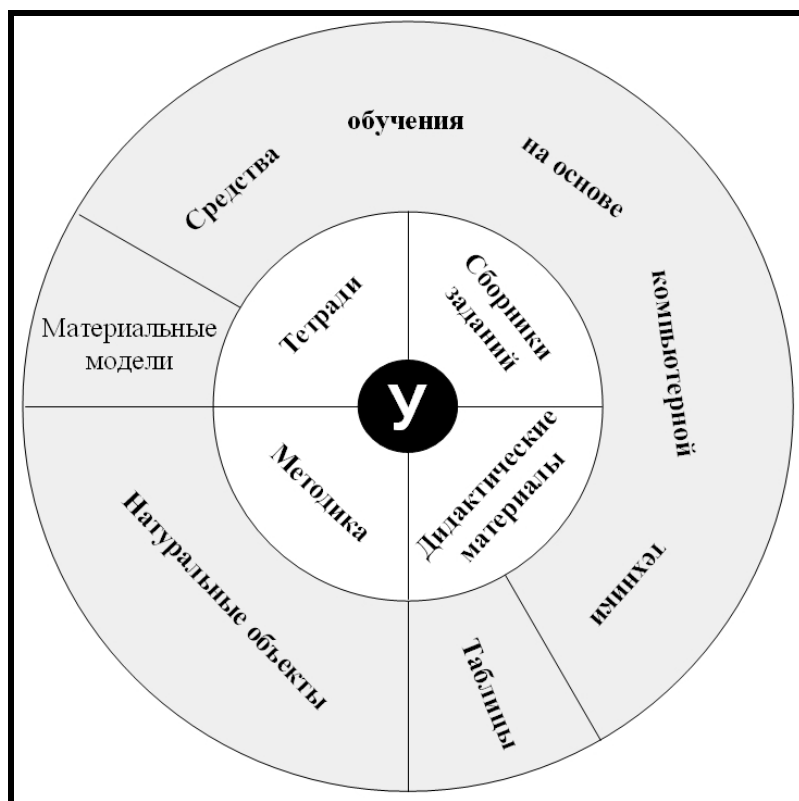 Средства обучения на основе компьютерной техники
Материальные
модели
Натуральные объекты
Таблицы
Тетради
Сборники
заданий
У
Методика
Дидактические
материалы